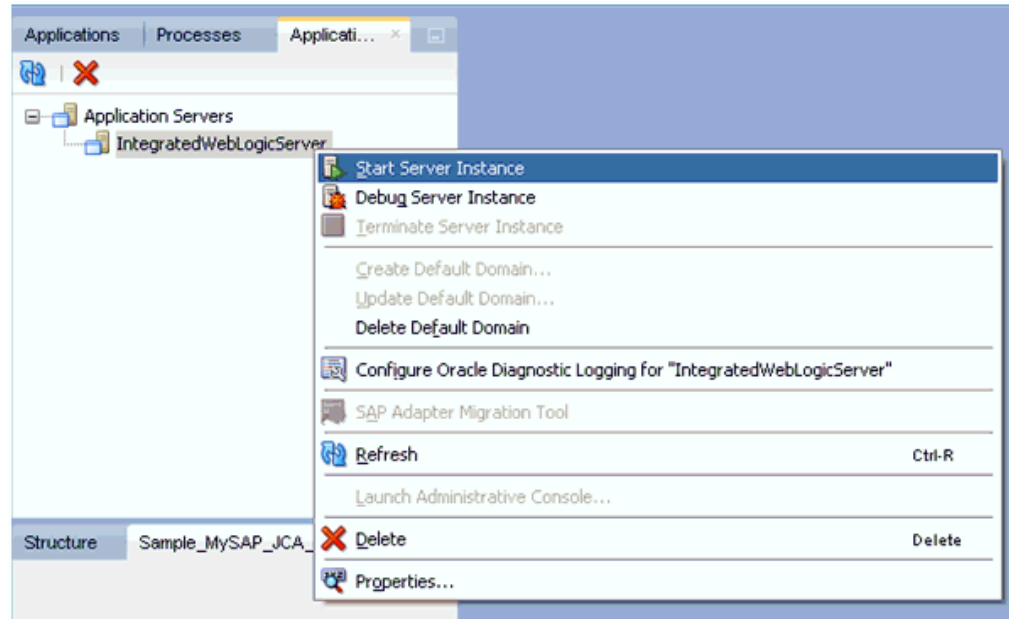 Applications Processes Applicati... ×
Application Servers
IntegratedWebLogicServer
Start Server Instance
Debug Server Instance
Terminate Server Instance
Create Default Domain...
Update Default Domain...
Delete Default Domain
Configure Oracle Diagnostic Logging for "IntegratedWebLogicServer"
SAP Adapter Migration Tool
Refresh Ctrl-R
Launch Administrative Console...
Structure Sample_MySAP_JCA_ Delete Delete
Properties...